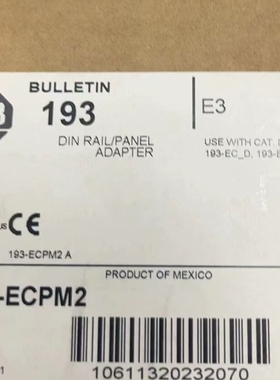 BULLETIN
193
E3
DIN RAIL/PANEL
ADAPTER
USE WITH CAT.
193-EC_D, 193-E
us CE
193-ECPM2 A
PRODUCT OF MEXICO
-ECPM2
10611320232070